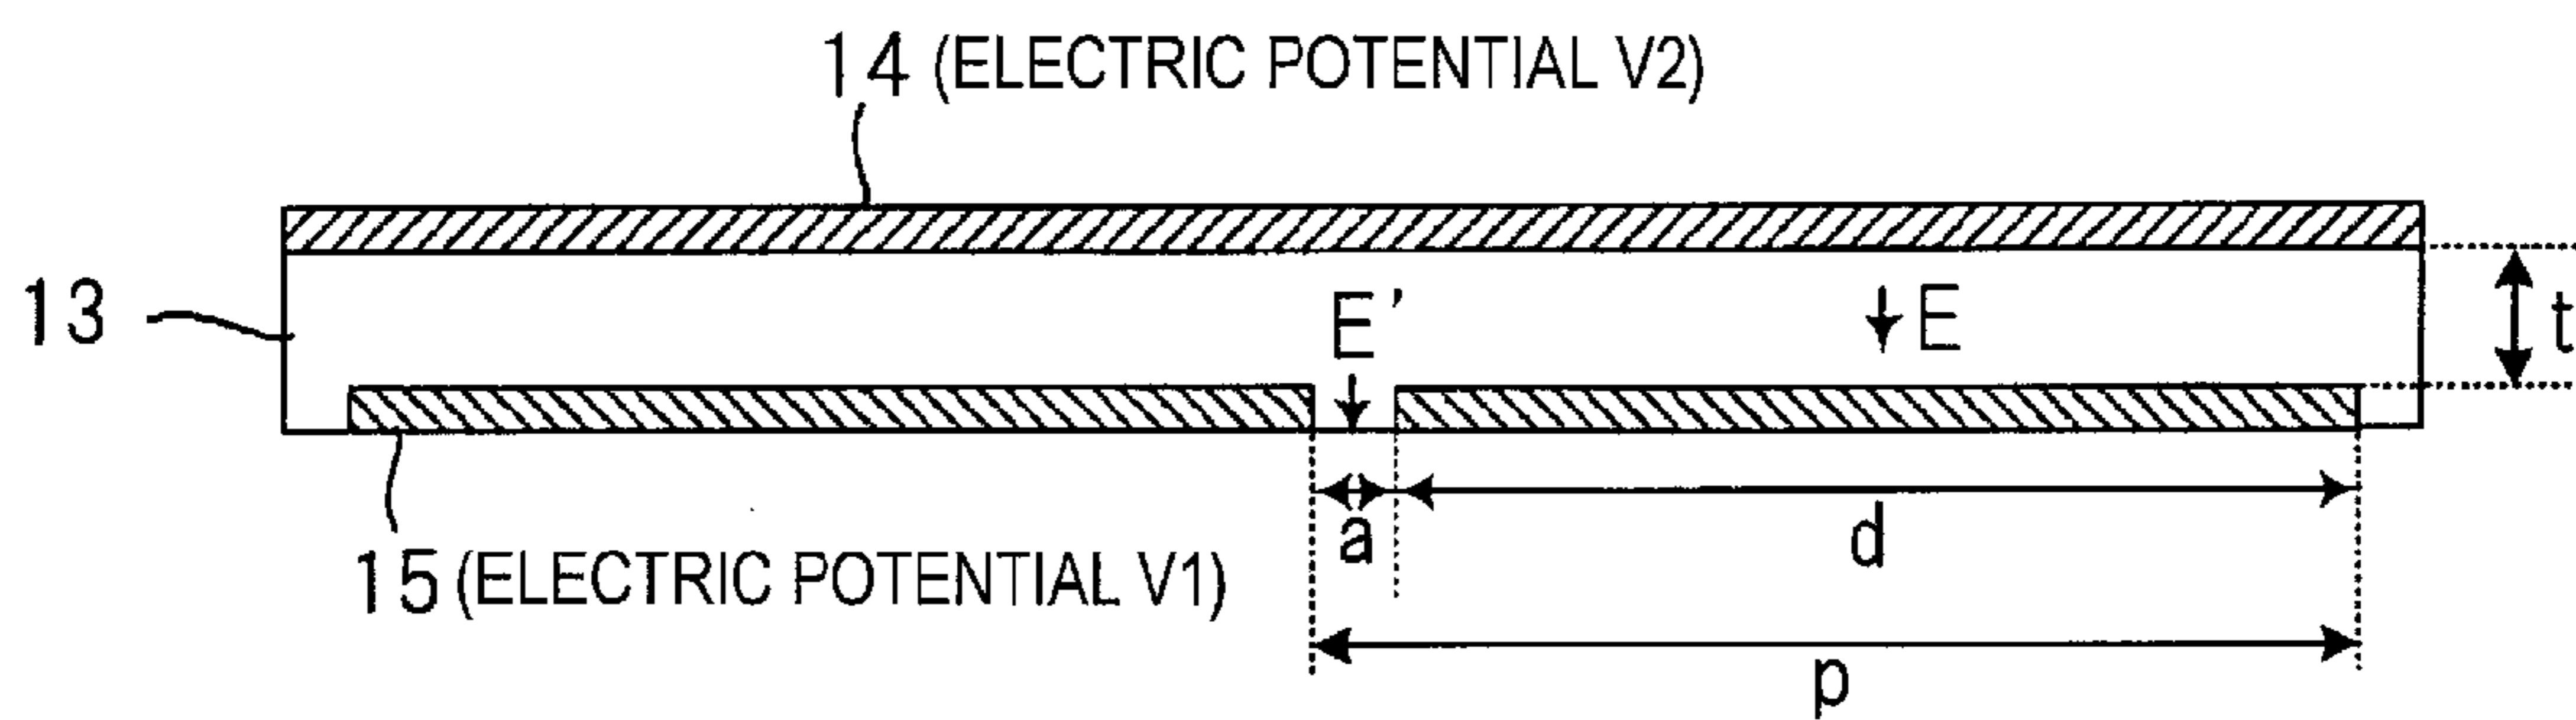 14 (ELECTRIC POTENTIAL V2)
13
E' E t
a d
15 (ELECTRIC POTENTIAL V1)
p